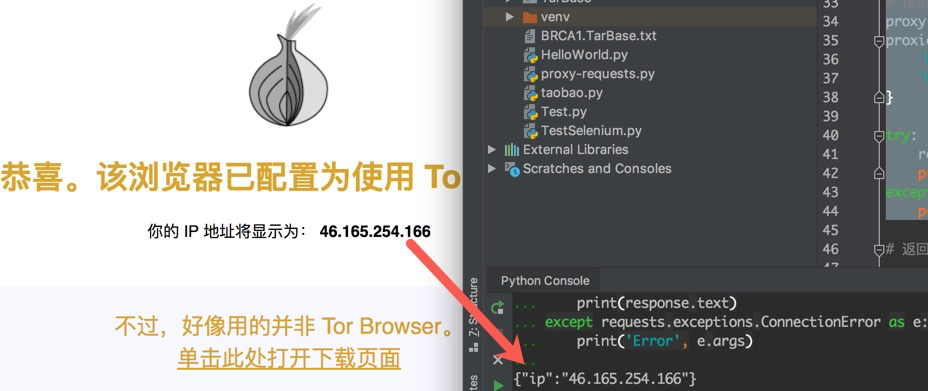 恭喜。该浏览器已配置为使用 To
你的 IP 地址将显示为： 46.165.254.166
不过，好像用的并非 Tor Browser。
单击此处打开下载页面
TarBase
venv
BRCA1.TarBase.txt
HelloWorld.py
proxy-requests.py
taobao.py
Test.py
TestSelenium.py
External Libraries
Scratches and Consoles
33
34 proxy
35 proxie
36
37
38 }
39
40 try:
41 re
42 pr
43 except
44 pr
45
46 # 返回
47
Z: Structure
Python Console
... print(response.text)
... except requests.exceptions.ConnectionError as e:
... print('Error', e.args)
...
{"ip":"46.165.254.166"}